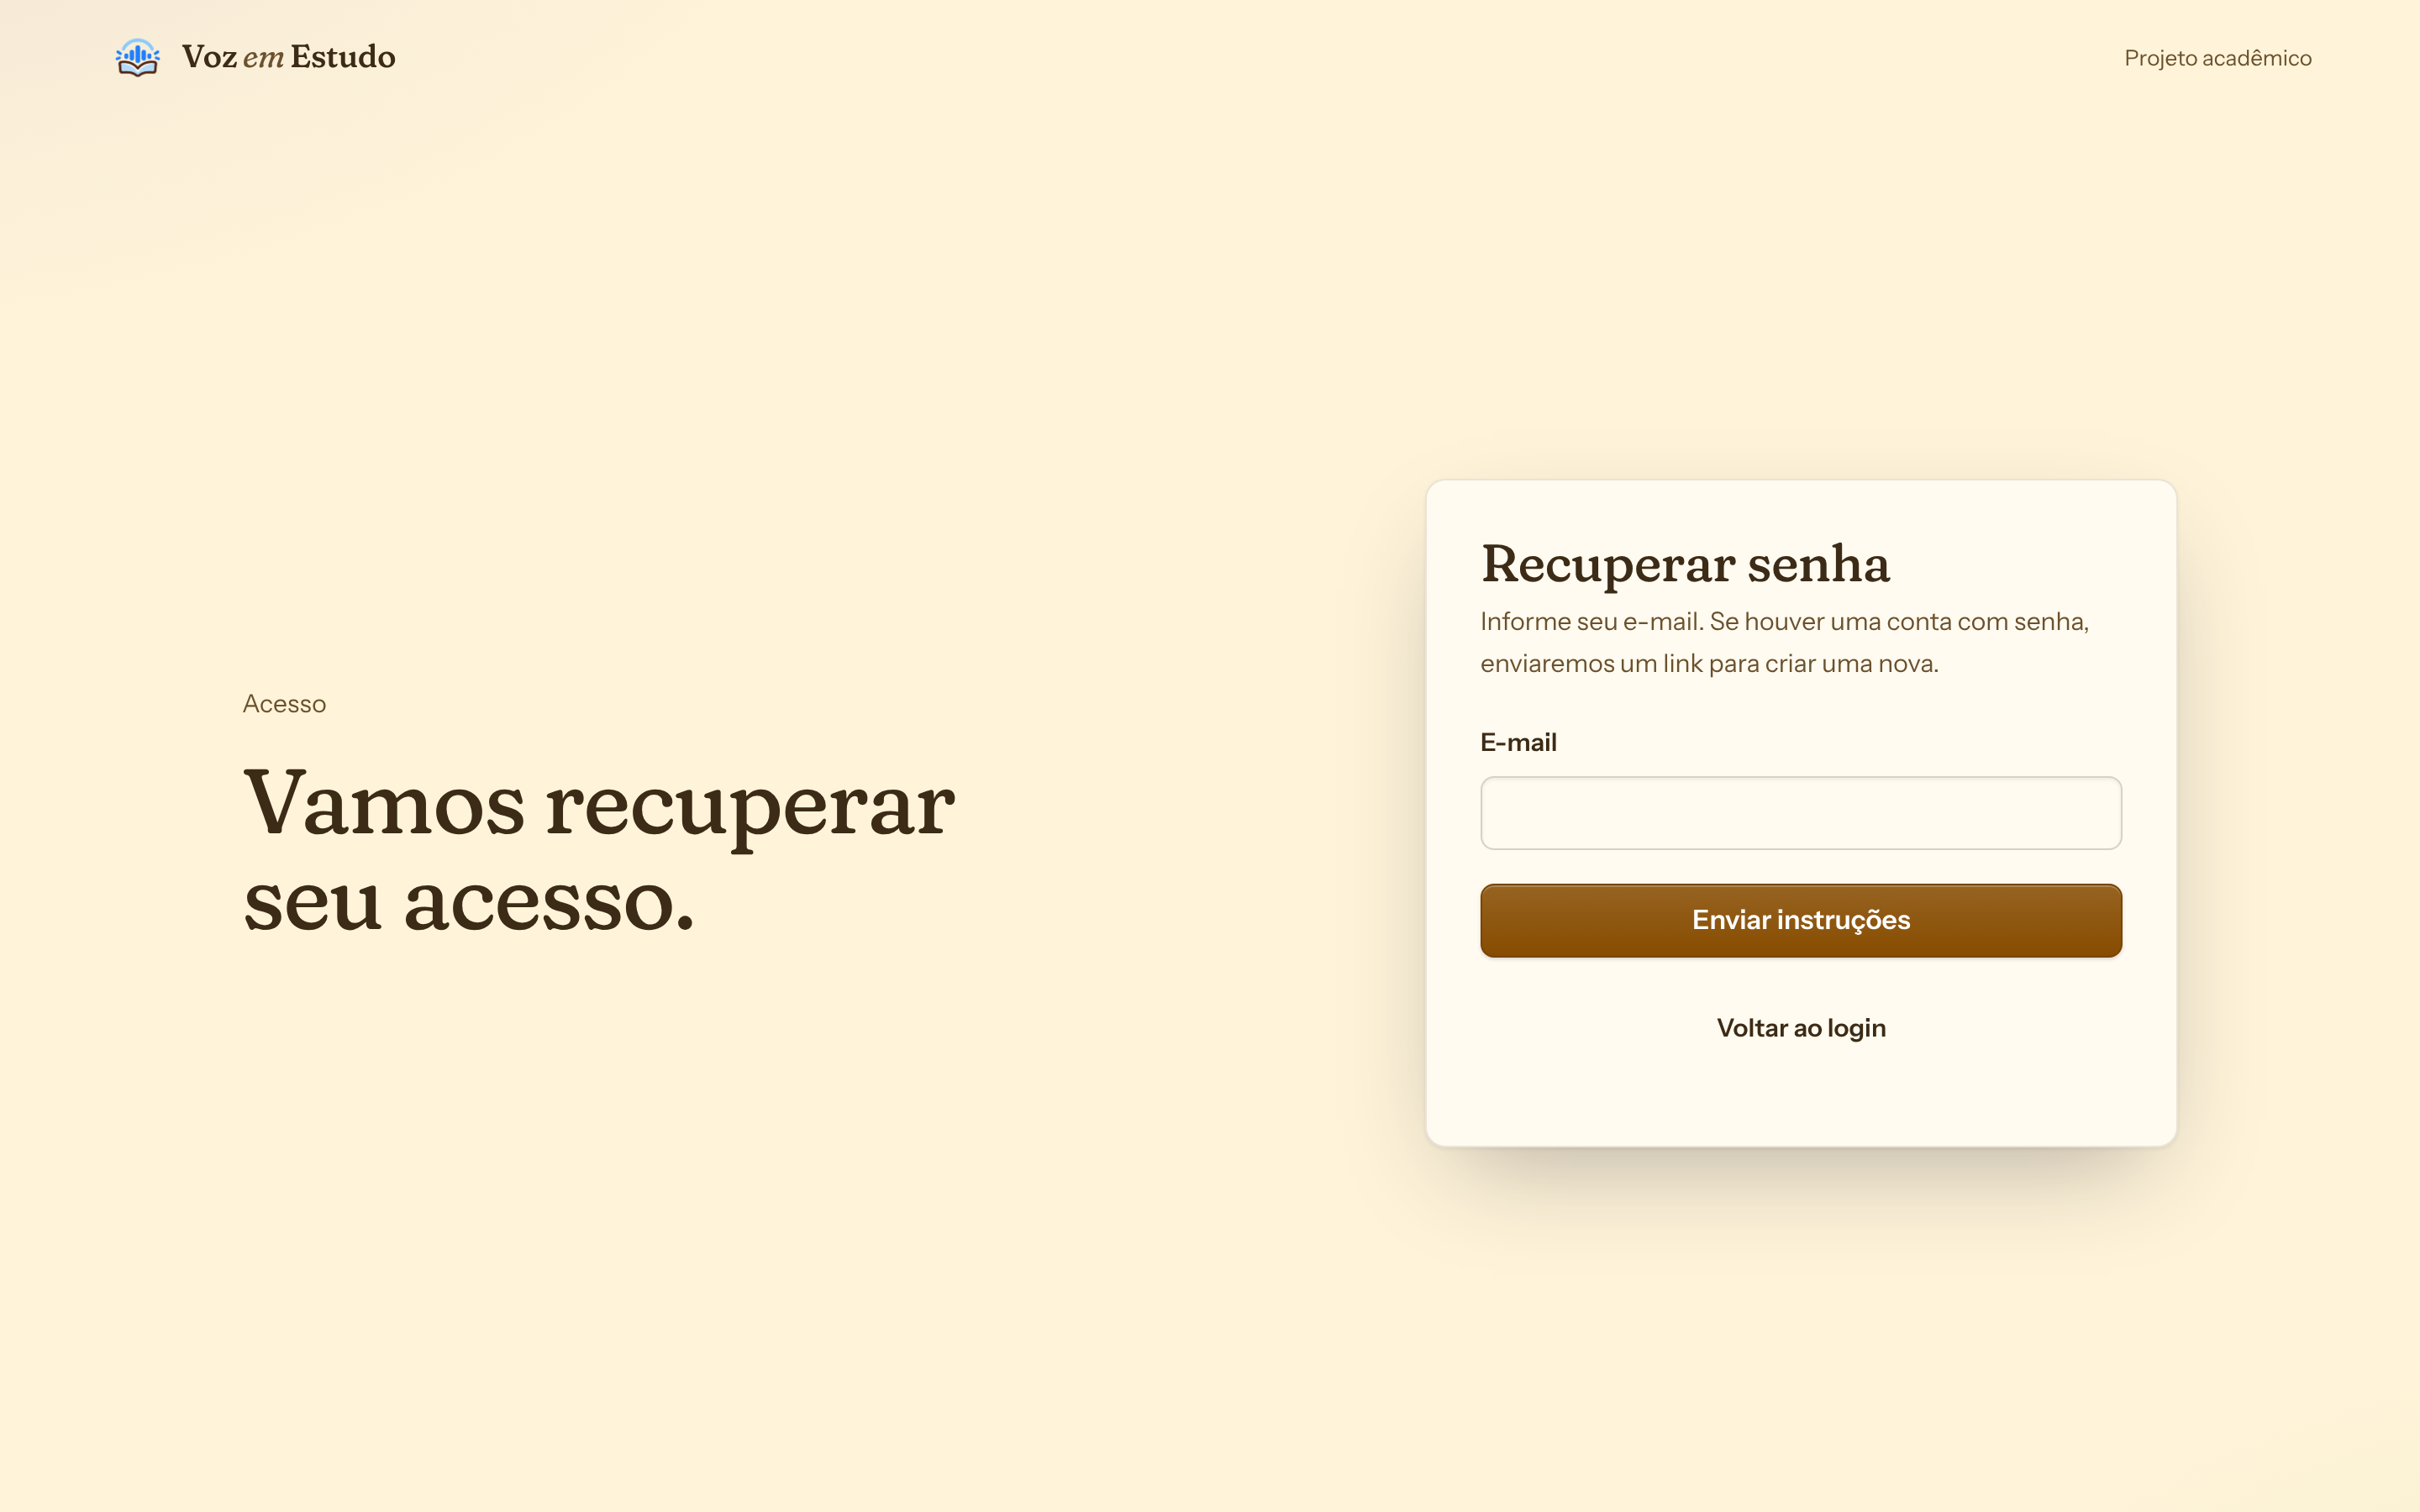 Voz em Estudo
Projeto acadêmico
Acesso
Vamos recuperar
seu acesso.
Recuperar senha
Informe seu e-mail. Se houver uma conta com senha,
enviaremos um link para criar uma nova.
E-mail
Enviar instruções
Voltar ao login